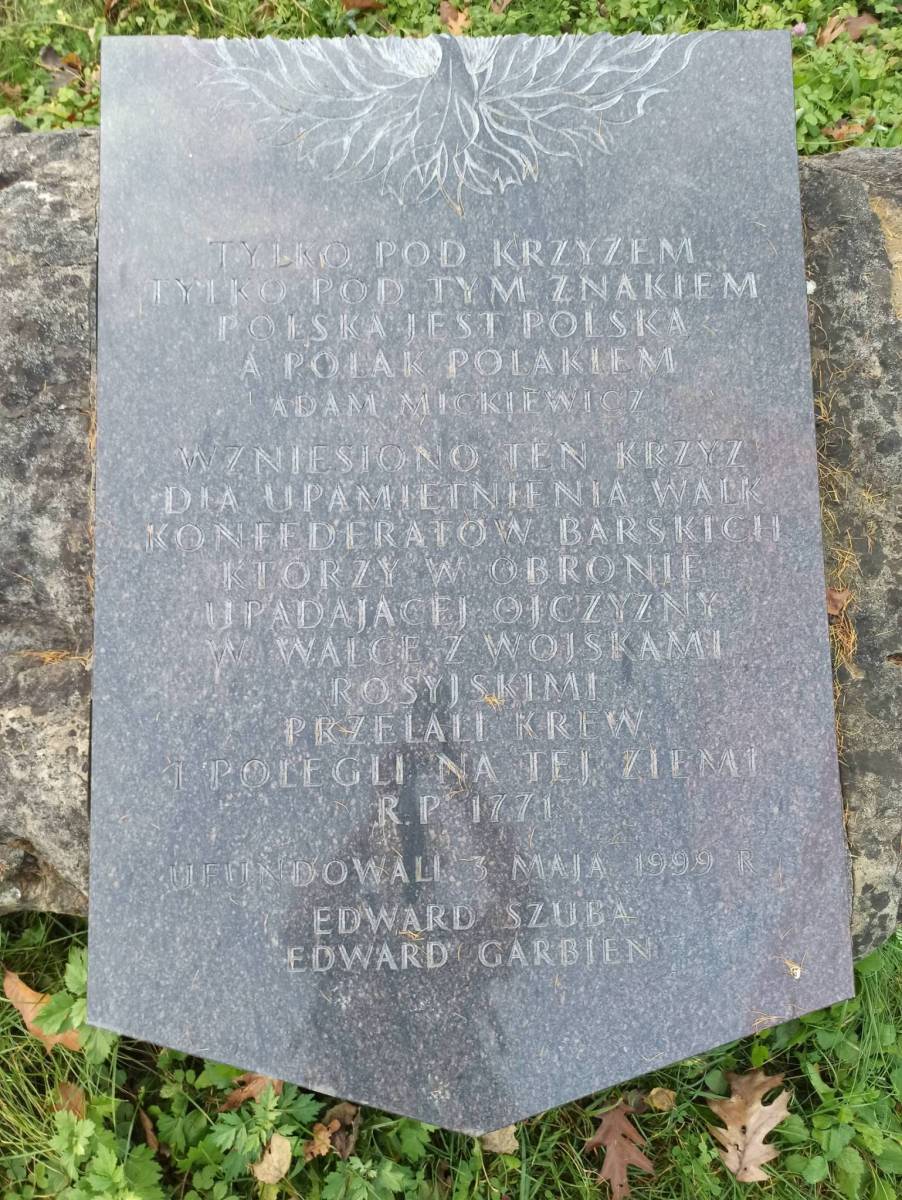 TYLKO POD KRZYŻEM
TYLKO POD TYM ZNAKIEM
POLSKA JEST POLSKA
A POLAK POLAKIEM
ADAM MICKIEWICZ
WZNIESIONO TEN KRZYŻ
DLA UPAMIĘTNIENIA WALK
KONFEDERATÓW BARSKICH
KTÓRZY W OBRONIE
UPADAJĄCEJ OJCZYZNY
W WALCE Z WOJSKAMI
ROSYJSKIMI
PRZELALI KREW
I POLEGLI NA TEJ ZIEMI
R.P 1771
UFUNDOWALI 3 MAJA 1999 R
EDWARD SZUBA
EDWARD GARBIEŃ